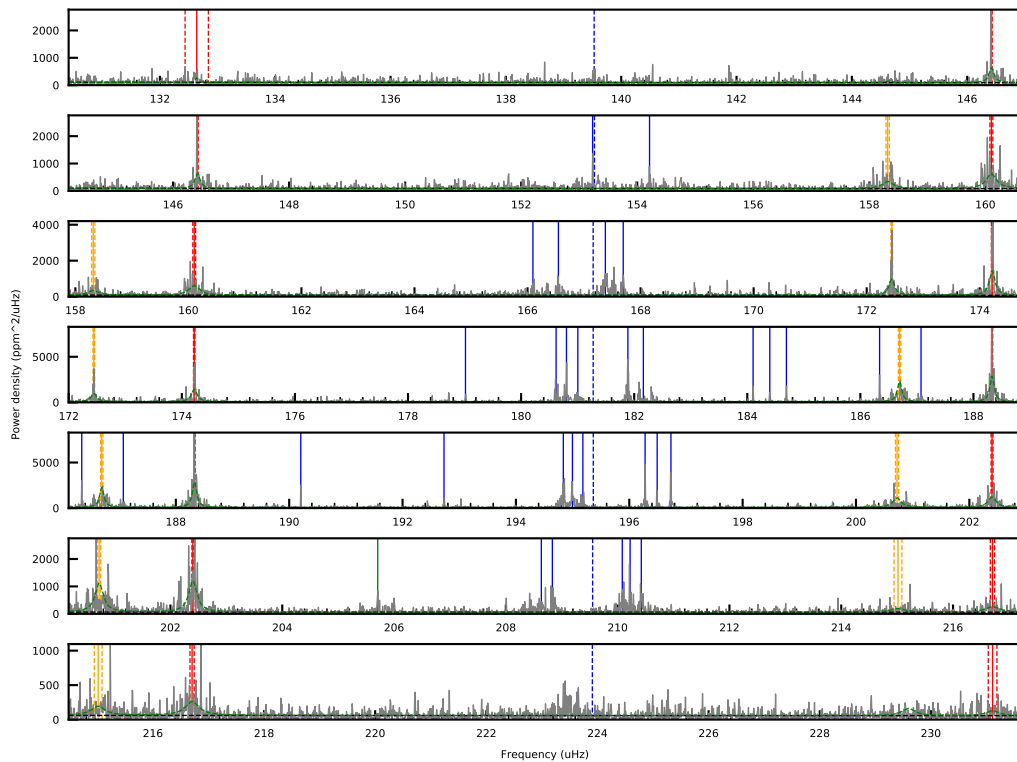 2000
1000
0
132 134 136 138 140 142 144 146
2000
1000
0
146 148 150 152 154 156 158 160
4000
2000
0
158 160 162 164 166 168 170 172 174
5000
0
172 174 176 178 180 182 184 186 188
5000
0
188 190 192 194 196 198 200 202
2000
1000
0
202 204 206 208 210 212 214 216
1000
500
0
216 218 220 222 224 226 228 230
Power density (ppm^2/uHz)
Frequency (uHz)